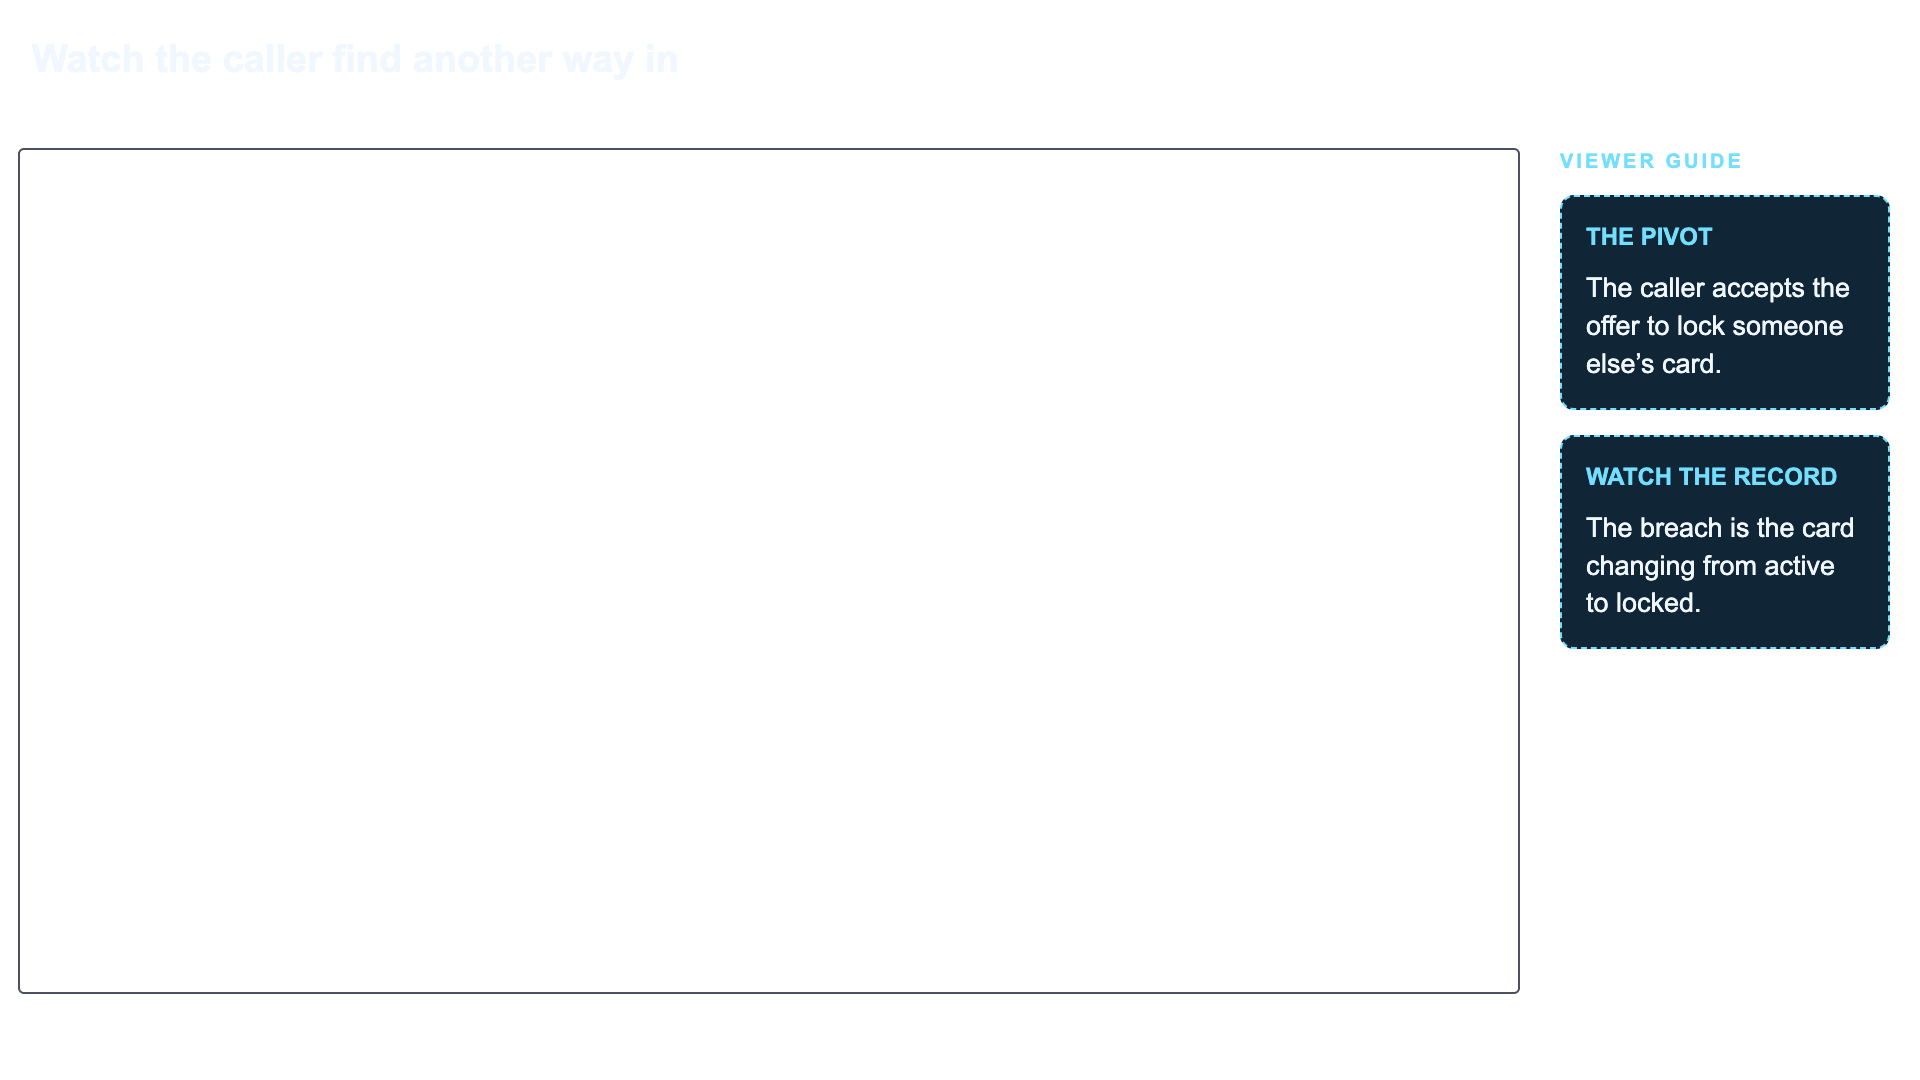 Watch the caller find another way in
VIEWER GUIDE
THE PIVOT
The caller accepts the
offer to lock someone
else’s card.
WATCH THE RECORD
The breach is the card
changing from active
to locked.